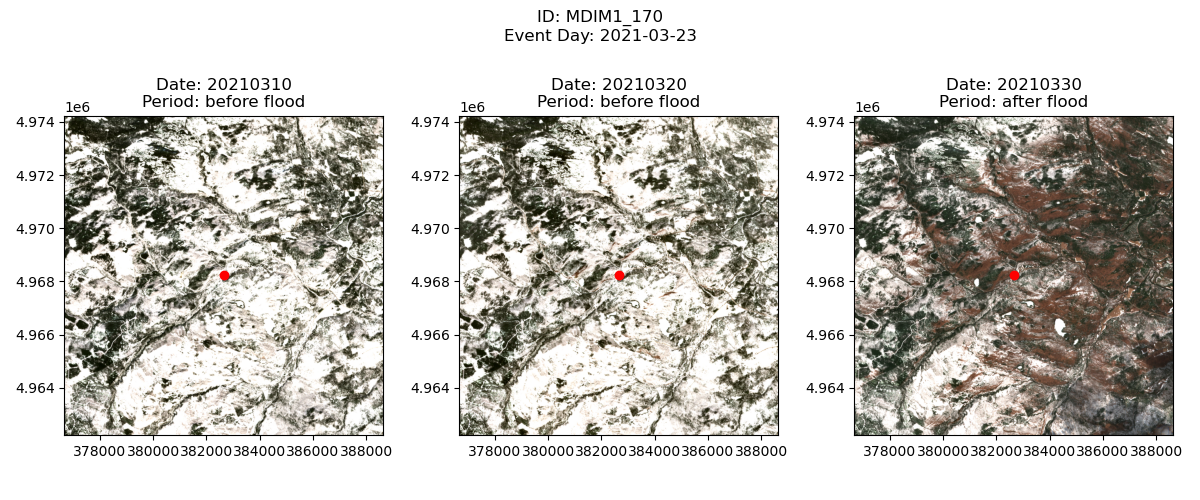 ID: MDIM1_170
Event Day: 2021-03-23
Date: 20210310
Period: before flood
Date: 20210320
Period: before flood
Date: 20210330
Period: after flood
1e6
4.974
4.972
4.970
4.968
4.966
4.964
378000 380000 382000 384000 386000 388000
1e6
4.974
4.972
4.970
4.968
4.966
4.964
378000 380000 382000 384000 386000 388000
1e6
4.974
4.972
4.970
4.968
4.966
4.964
378000 380000 382000 384000 386000 388000